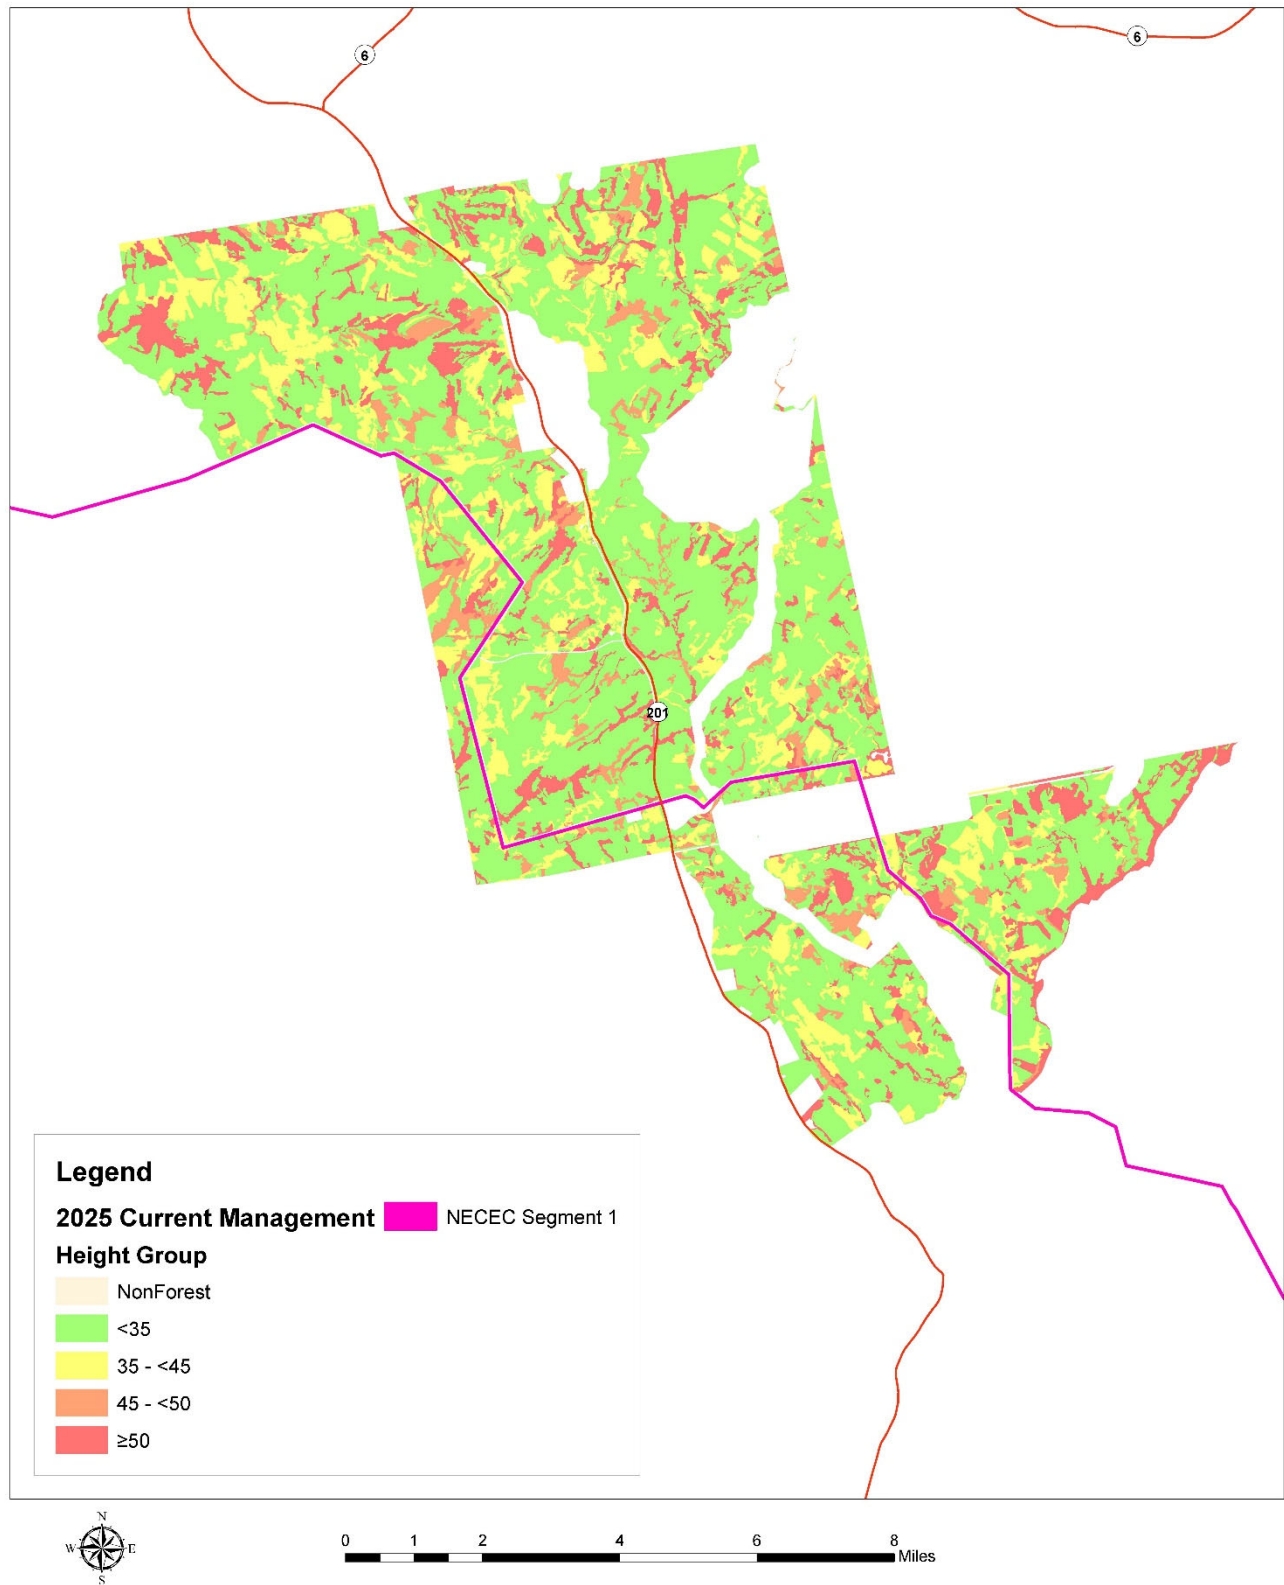 6
6
201
Legend
2025 Current Management
NECEC Segment 1
Height Group
NonForest
<35
35 - <45
45 - <50
≥50
N
W E
S
0 1 2 4 6 8
Miles